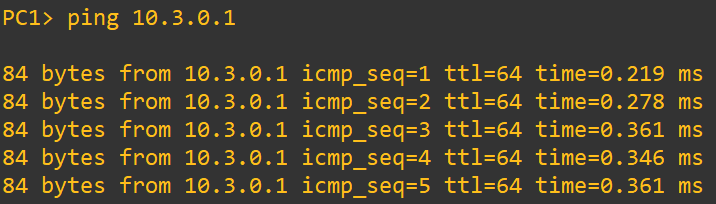 PC1> ping 10.3.0.1
84 bytes from 10.3.0.1 icmp_seq=1 ttl=64 time=0.219 ms
84 bytes from 10.3.0.1 icmp_seq=2 ttl=64 time=0.278 ms
84 bytes from 10.3.0.1 icmp_seq=3 ttl=64 time=0.361 ms
84 bytes from 10.3.0.1 icmp_seq=4 ttl=64 time=0.346 ms
84 bytes from 10.3.0.1 icmp_seq=5 ttl=64 time=0.361 ms